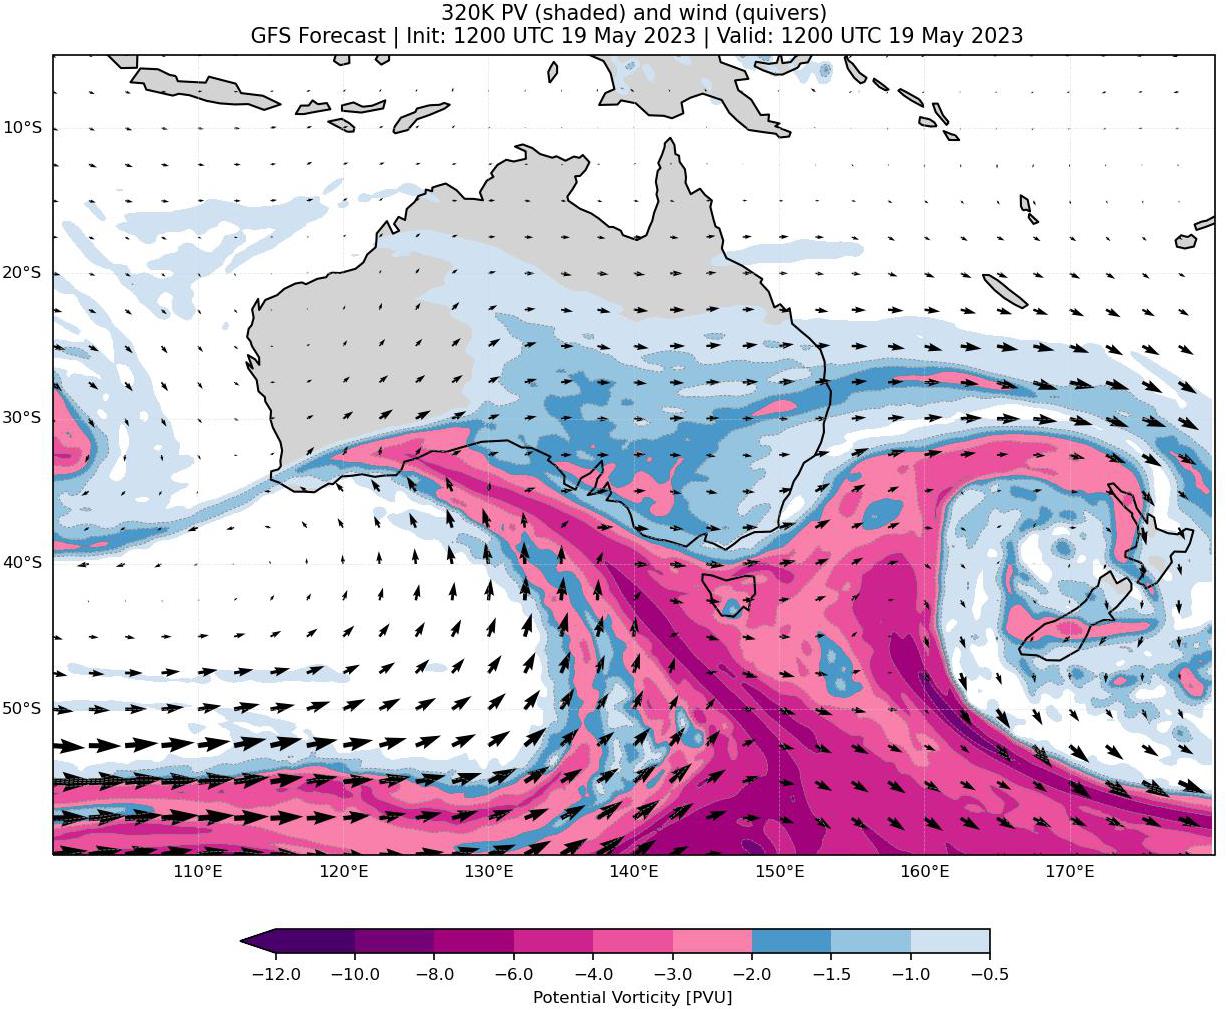 320K PV (shaded) and wind (quivers)
GFS Forecast | Init: 1200 UTC 19 May 2023 | Valid: 1200 UTC 19 May 2023
10°S
20°S
30°S
40°S
50°S
110°E 120°E 130°E 140°E 150°E 160°E 170°E
−12.0 −10.0 −8.0 −6.0 −4.0 −3.0 −2.0 −1.5 −1.0 −0.5
Potential Vorticity [PVU]